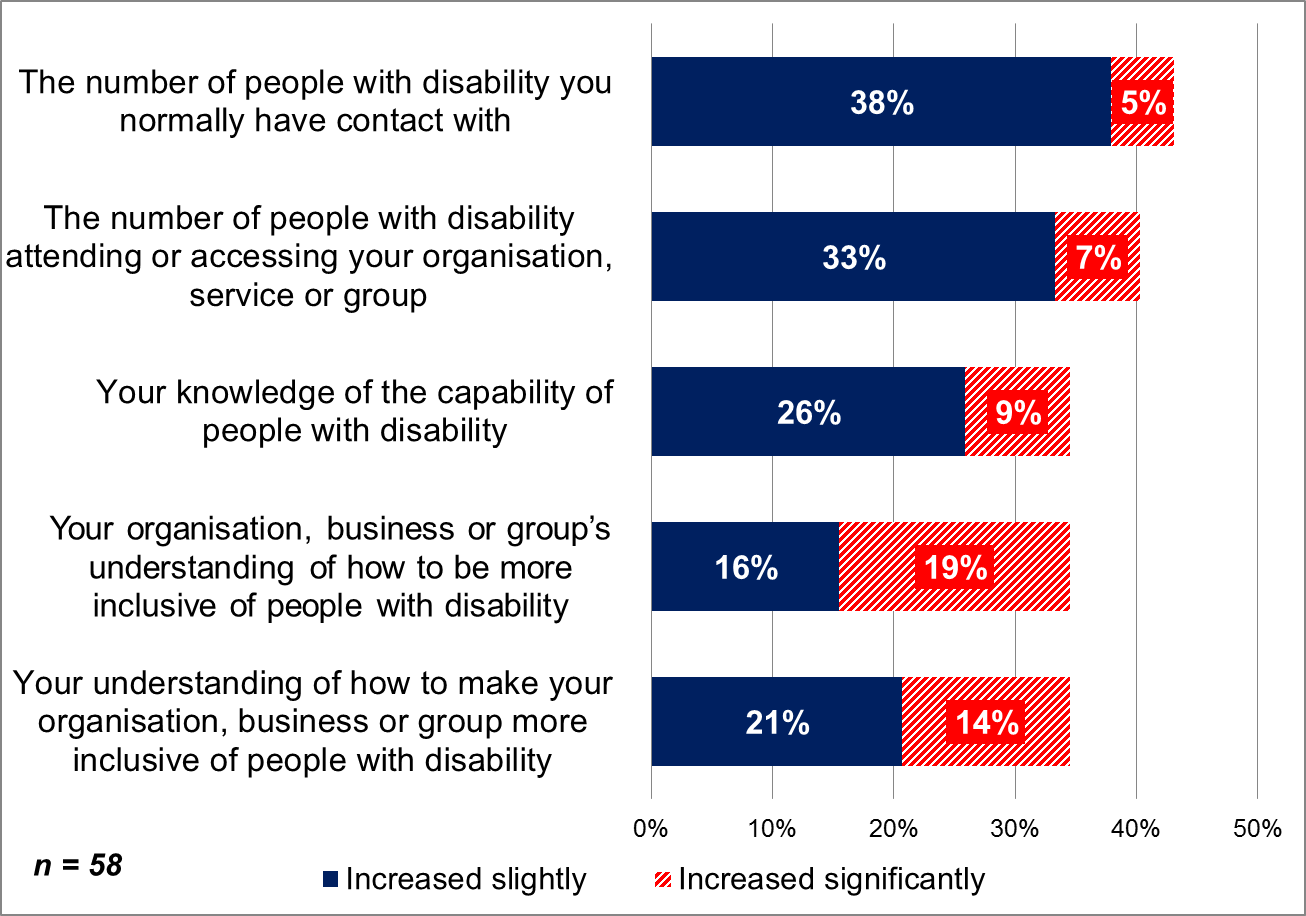 The number of people with disability you
normally have contact with
38%
5%
The number of people with disability
attending or accessing your organisation,
service or group
33%
7%
Your knowledge of the capability of
people with disability
26%
9%
Your organisation, business or group’s
understanding of how to be more
inclusive of people with disability
16%
19%
Your understanding of how to make your
organisation, business or group more
inclusive of people with disability
21%
14%
0%
10%
20%
30%
40%
50%
n = 58
Increased slightly
Increased significantly